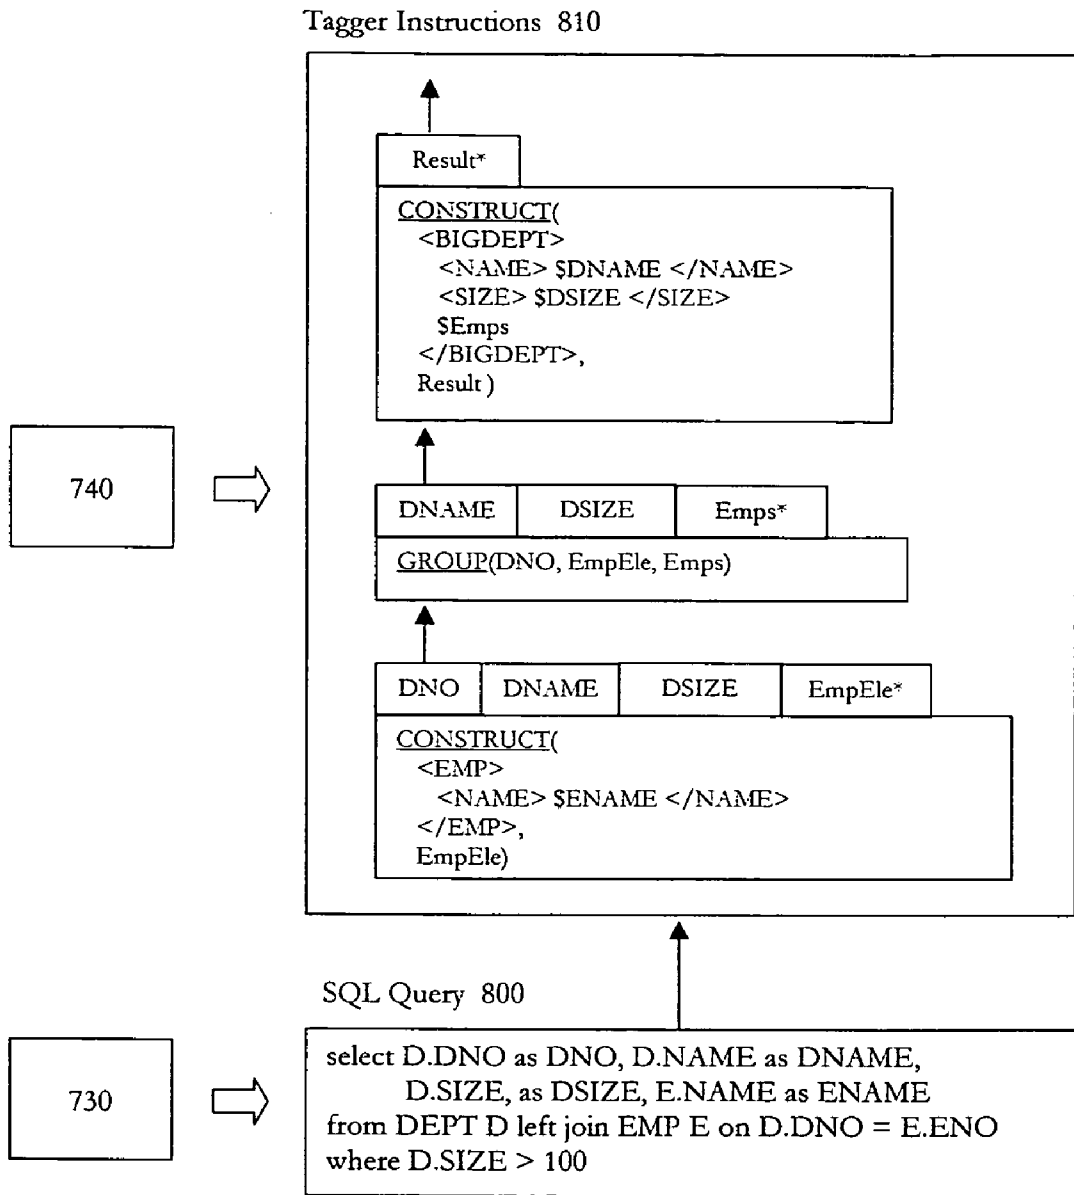 Tagger Instructions 810
Result*
CONSTRUCT(
<BIGDEPT>
<NAME> $DNAME </NAME>
<SIZE> $DSIZE </SIZE>
$Emps
</BIGDEPT>,
Result )
740
DNAME DSIZE Emps*
GROUP(DNO, EmpEle, Emps)
DNO DNAME DSIZE EmpEle*
CONSTRUCT(
<EMP>
<NAME> $ENAME </NAME>
</EMP>,
EmpEle)
SQL Query 800
730
select D.DNO as DNO, D.NAME as DNAME,
D.SIZE, as DSIZE, E.NAME as ENAME
from DEPT D left join EMP E on D.DNO = E.ENO
where D.SIZE > 100